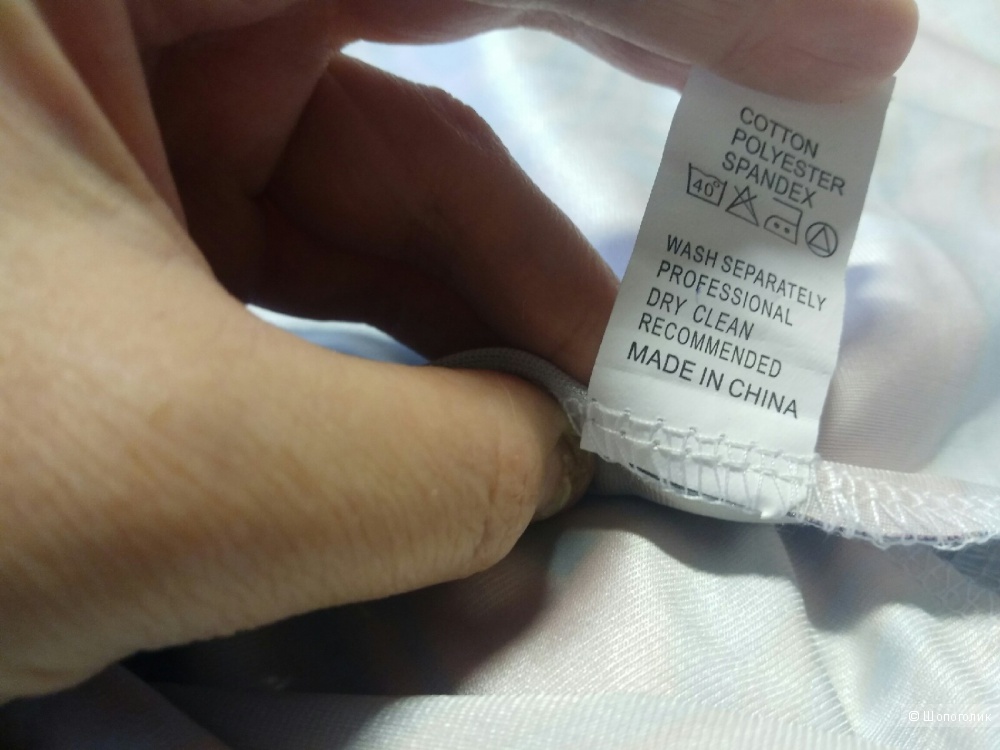 COTTON
POLYESTER
SPANDEX
40°
WASH SEPARATELY
PROFESSIONAL
DRY CLEAN
RECOMMENDED
MADE IN CHINA
© Шопоголик